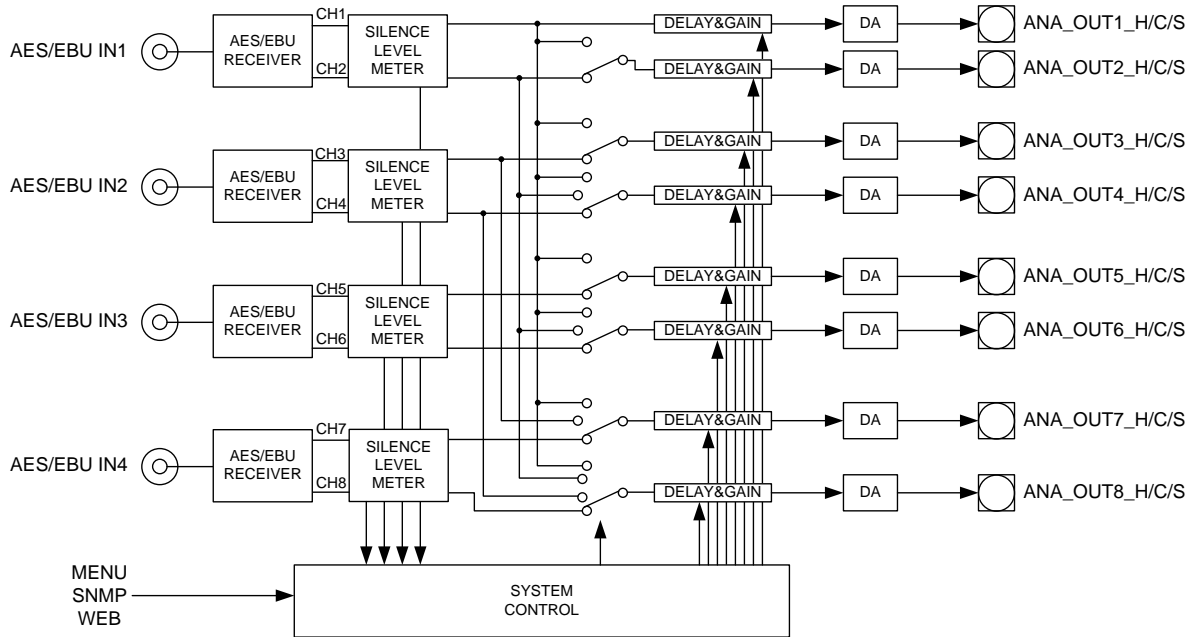 AES/EBU IN1
AES/EBU
RECEIVER
CH1
CH2
SILENCE
LEVEL
METER
DELAY&GAIN
DA
ANA_OUT1_H/C/S
DELAY&GAIN
DA
ANA_OUT2_H/C/S
AES/EBU IN2
AES/EBU
RECEIVER
CH3
CH4
SILENCE
LEVEL
METER
DELAY&GAIN
DA
ANA_OUT3_H/C/S
DELAY&GAIN
DA
ANA_OUT4_H/C/S
AES/EBU IN3
AES/EBU
RECEIVER
CH5
CH6
SILENCE
LEVEL
METER
DELAY&GAIN
DA
ANA_OUT5_H/C/S
DELAY&GAIN
DA
ANA_OUT6_H/C/S
AES/EBU IN4
AES/EBU
RECEIVER
CH7
CH8
SILENCE
LEVEL
METER
DELAY&GAIN
DA
ANA_OUT7_H/C/S
DELAY&GAIN
DA
ANA_OUT8_H/C/S
MENU
SNMP
WEB
SYSTEM
CONTROL